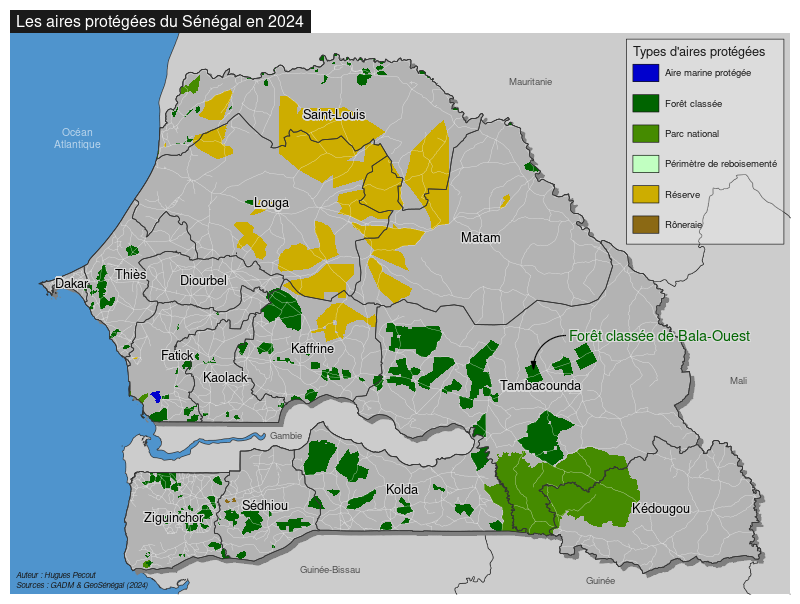 Les aires protégées du Sénégal en 2024
Types d'aires protégées
Aire marine protégée
Forêt classée
Parc national
Périmètre de reboisementé
Réserve
Rôneraie
Mauritanie
Océan
Atlantique
Saint-Louis
Louga
Matam
Dakar
Thiès
Diourbel
Forêt classée de Bala-Ouest
Fatick
Kaffrine
Kaolack
Tambacounda
Mali
Gambie
Kolda
Sédhiou
Ziguinchor
Kédougou
Guinée-Bissau
Guinée
Auteur : Hugues Pecout
Sources : GADM & GeoSénégal (2024)